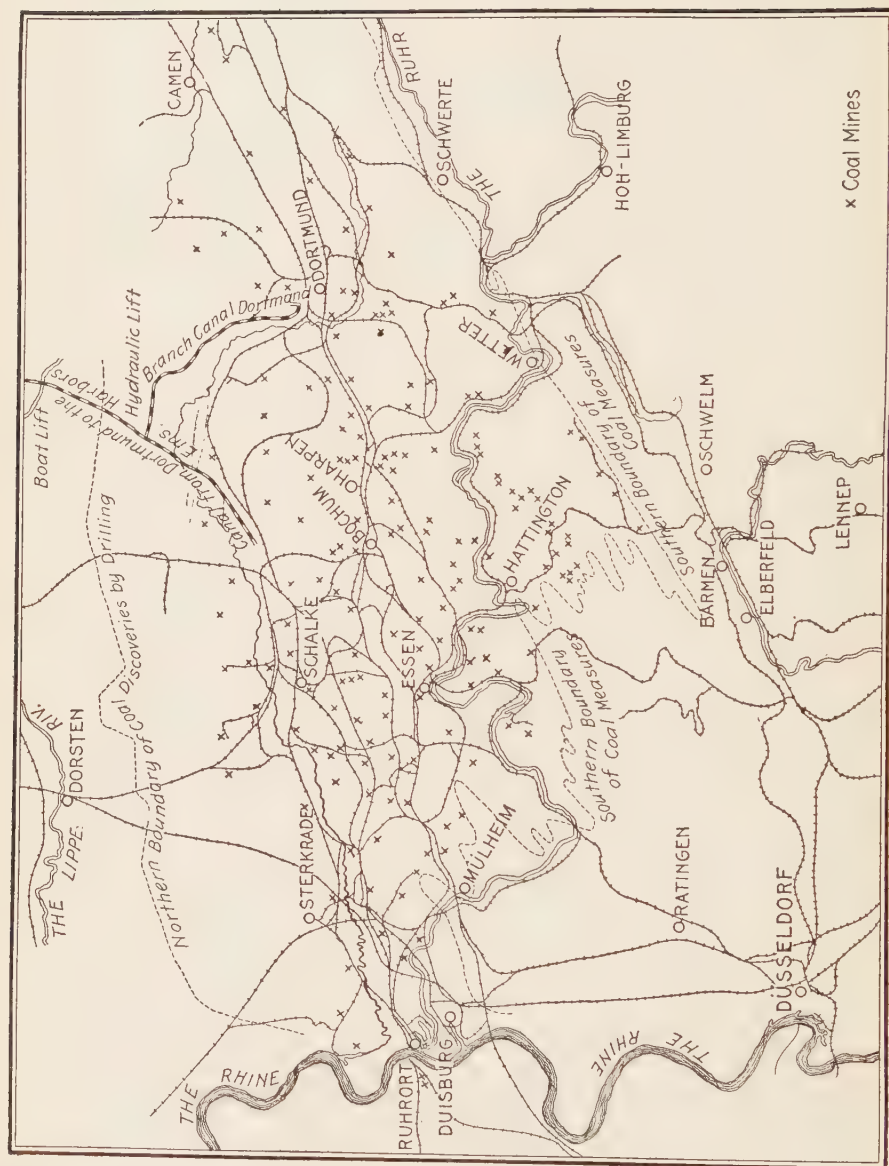 CAMEN
THE RUHR
OSCHWERTE
HOH-LIMBURG
x Coal Mines
Boat Lift
Canal from Dortmund to the
Ems. Harbors
Hydraulic Lift
Branch Canal Dortmund
DORTMUND
WETTER
HARPEN
BOCHUM
HATTINGTON
Southern Boundary of
Coal Measures
OSCHWELM
BARMEN
ELBERFELD
LENNEP
THE LIPPE RIV.
DORSTEN
Northern Boundary of Coal Discoveries by Drilling
SCHALKE
ESSEN
Southern Boundary
of Coal Measures
STERKRADE
MÜLHEIM
RATINGEN
DÜSSELDORF
THE RHINE
RUHRORT
DUISBURG
THE RHINE